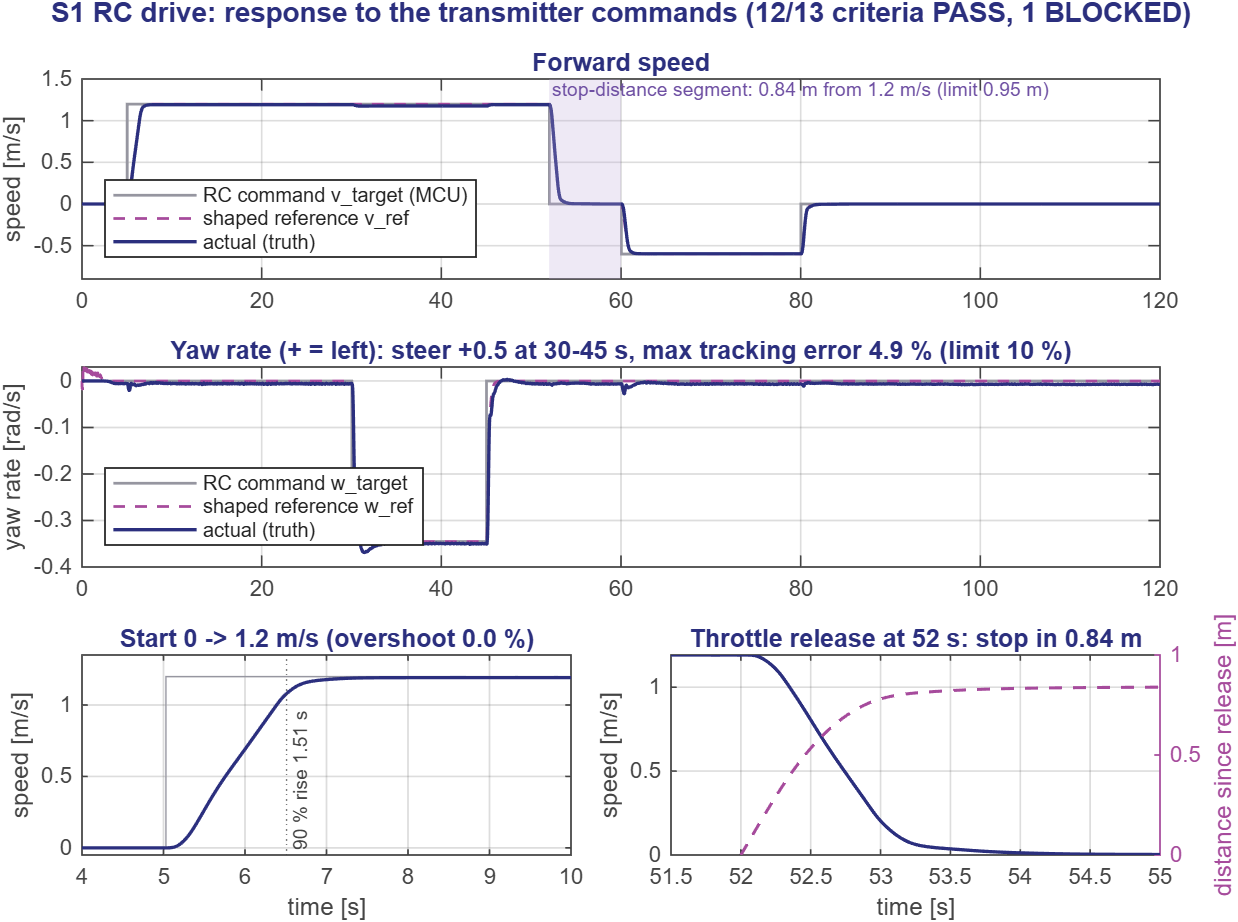 S1 RC drive: response to the transmitter commands (12/13 criteria PASS, 1 BLOCKED)
Forward speed
stop-distance segment: 0.84 m from 1.2 m/s (limit 0.95 m)
speed [m/s]
1.5
1
0.5
0
-0.5
RC command v_target (MCU)
shaped reference v_ref
actual (truth)
0 20 40 60 80 100 120
Yaw rate (+ = left): steer +0.5 at 30-45 s, max tracking error 4.9 % (limit 10 %)
yaw rate [rad/s]
0
-0.1
-0.2
-0.3
-0.4
RC command w_target
shaped reference w_ref
actual (truth)
0 20 40 60 80 100 120
Start 0 -> 1.2 m/s (overshoot 0.0 %)
speed [m/s]
1
0.5
0
90 % rise 1.51 s
4 5 6 7 8 9 10
time [s]
Throttle release at 52 s: stop in 0.84 m
speed [m/s]
1
0.5
0
1
0.5
0
distance since release [m]
51.5 52 52.5 53 53.5 54 54.5 55
time [s]